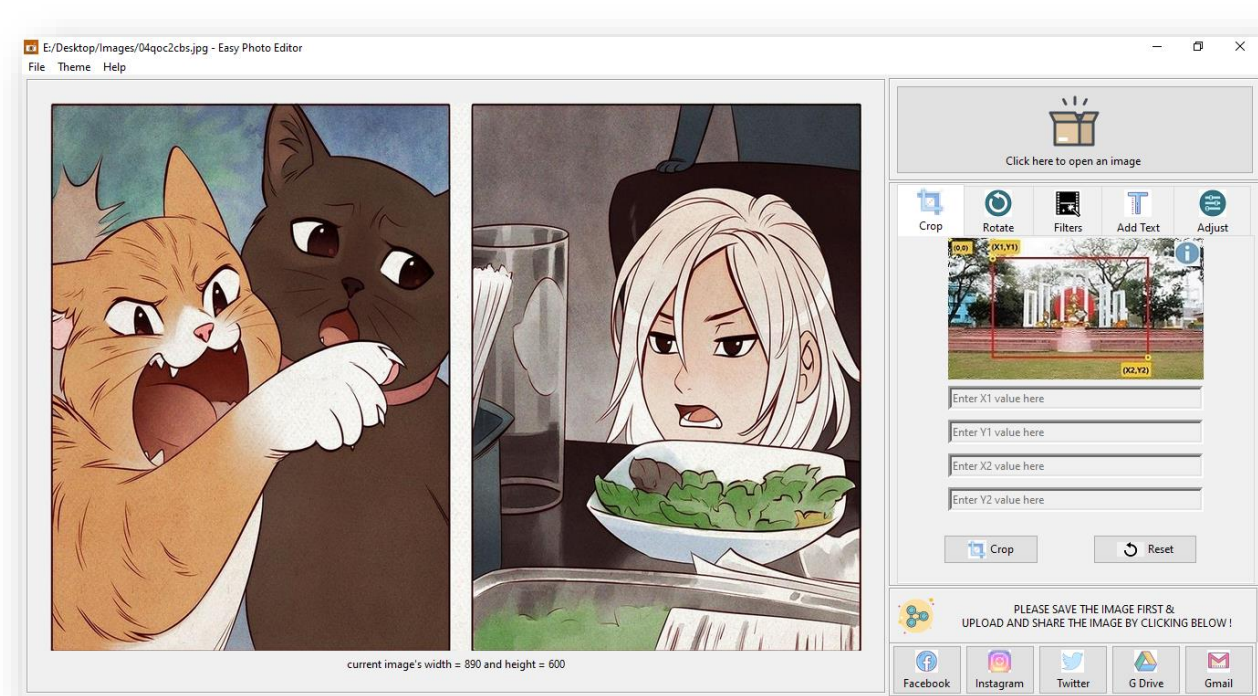 E:/Desktop/Images/04qoc2cbs.jpg - Easy Photo Editor
File Theme Help
Click here to open an image
Crop Rotate Filters Add Text Adjust
(0,0) (X1,Y1)
(X2,Y2)
Enter X1 value here
Enter Y1 value here
Enter X2 value here
Enter Y2 value here
Crop Reset
PLEASE SAVE THE IMAGE FIRST &
UPLOAD AND SHARE THE IMAGE BY CLICKING BELOW !
current image's width = 890 and height = 600
Facebook Instagram Twitter G Drive Gmail